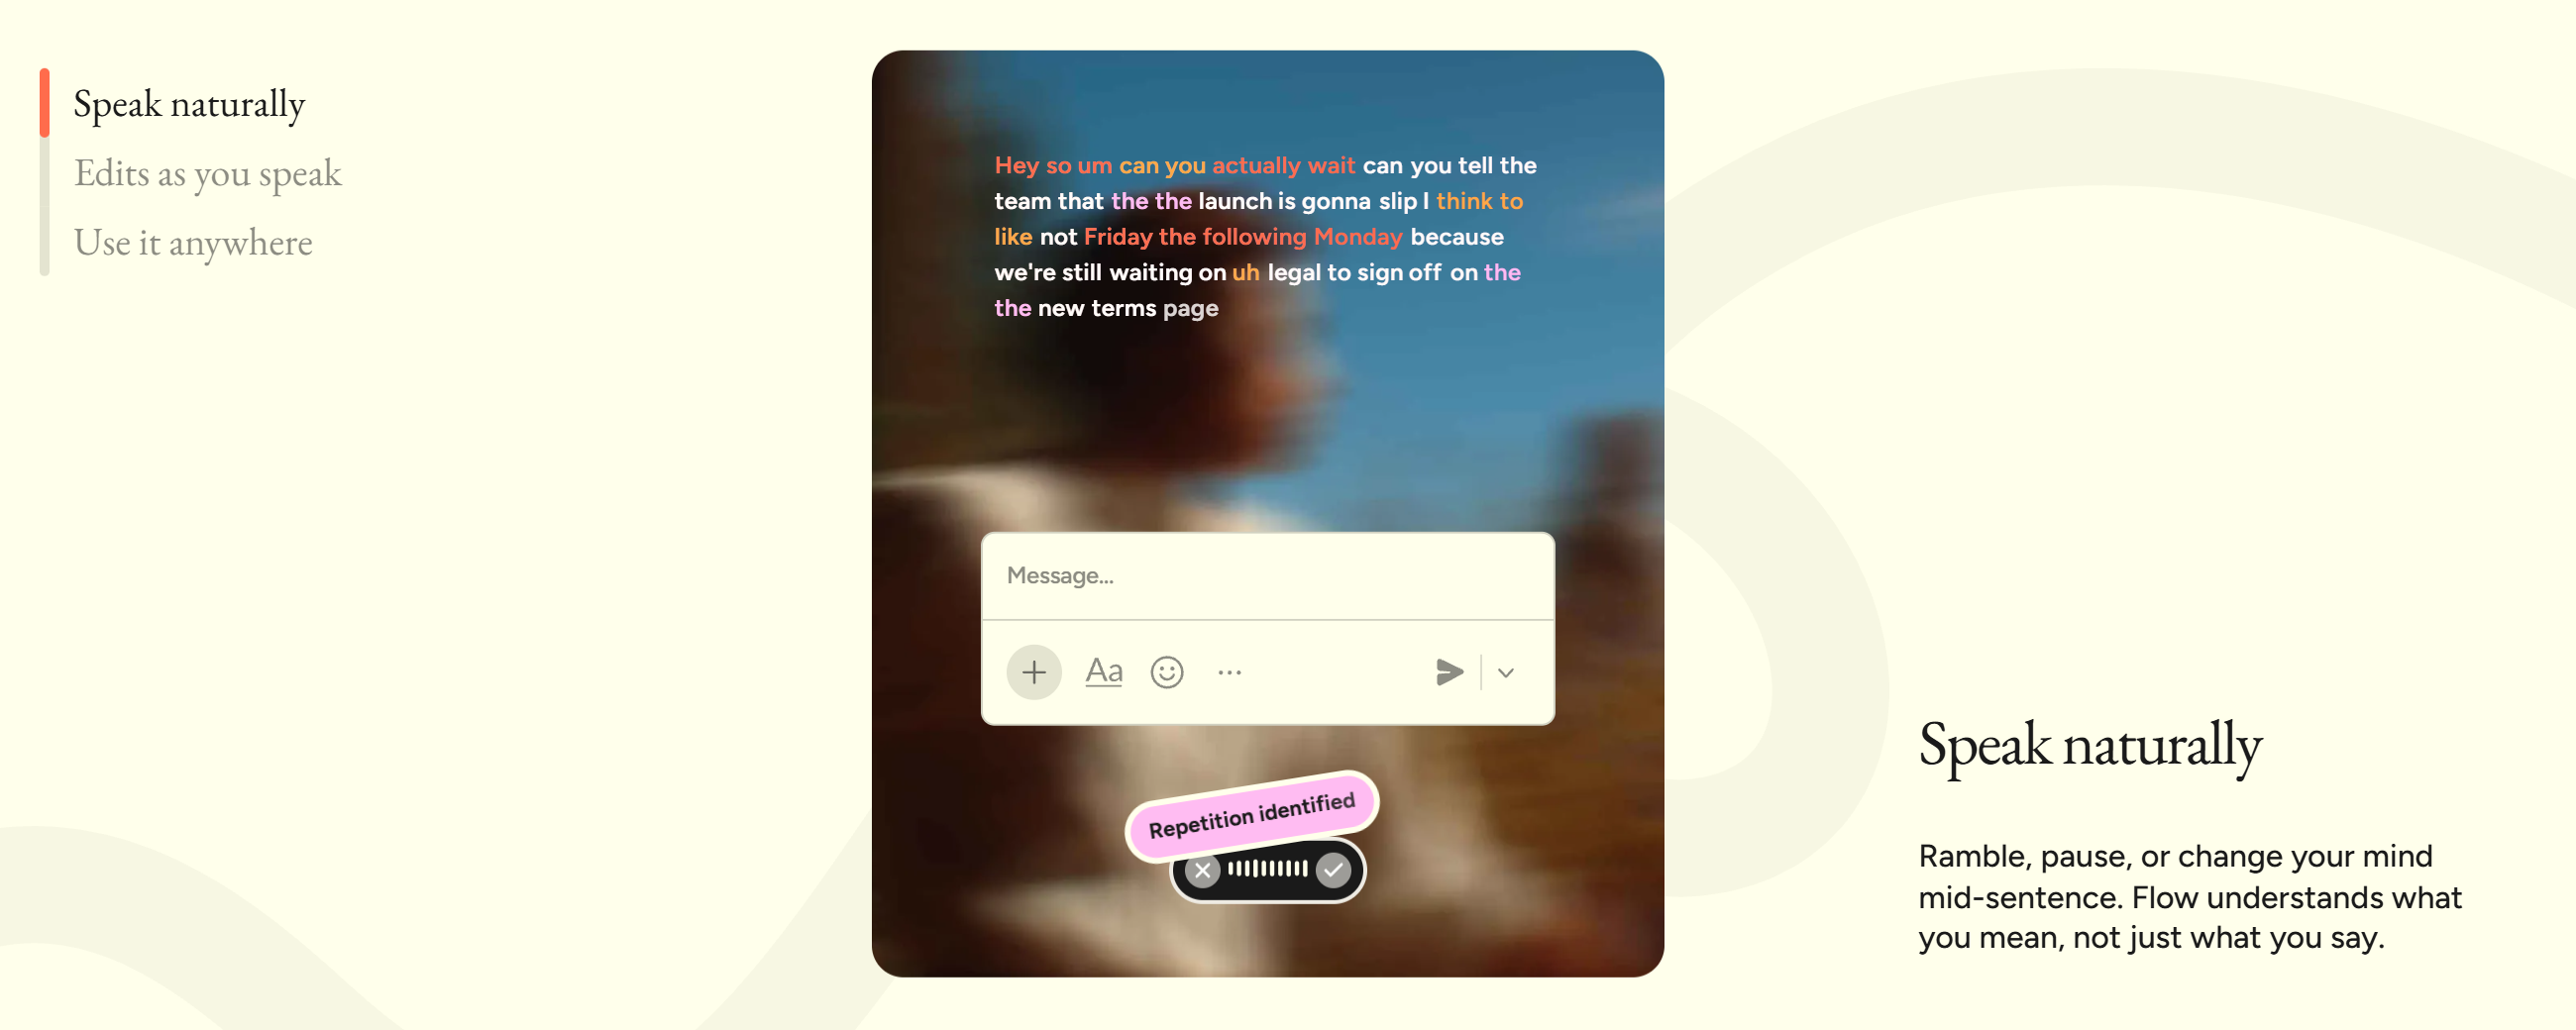 Speak naturally
Edits as you speak
Use it anywhere
Hey so um can you actually wait can you tell the
team that the the launch is gonna slip I think to
like not Friday the following Monday because
we're still waiting on uh legal to sign off on the
the new terms page
Message...
Aa
Repetition identified
Speak naturally
Ramble, pause, or change your mind
mid-sentence. Flow understands what
you mean, not just what you say.